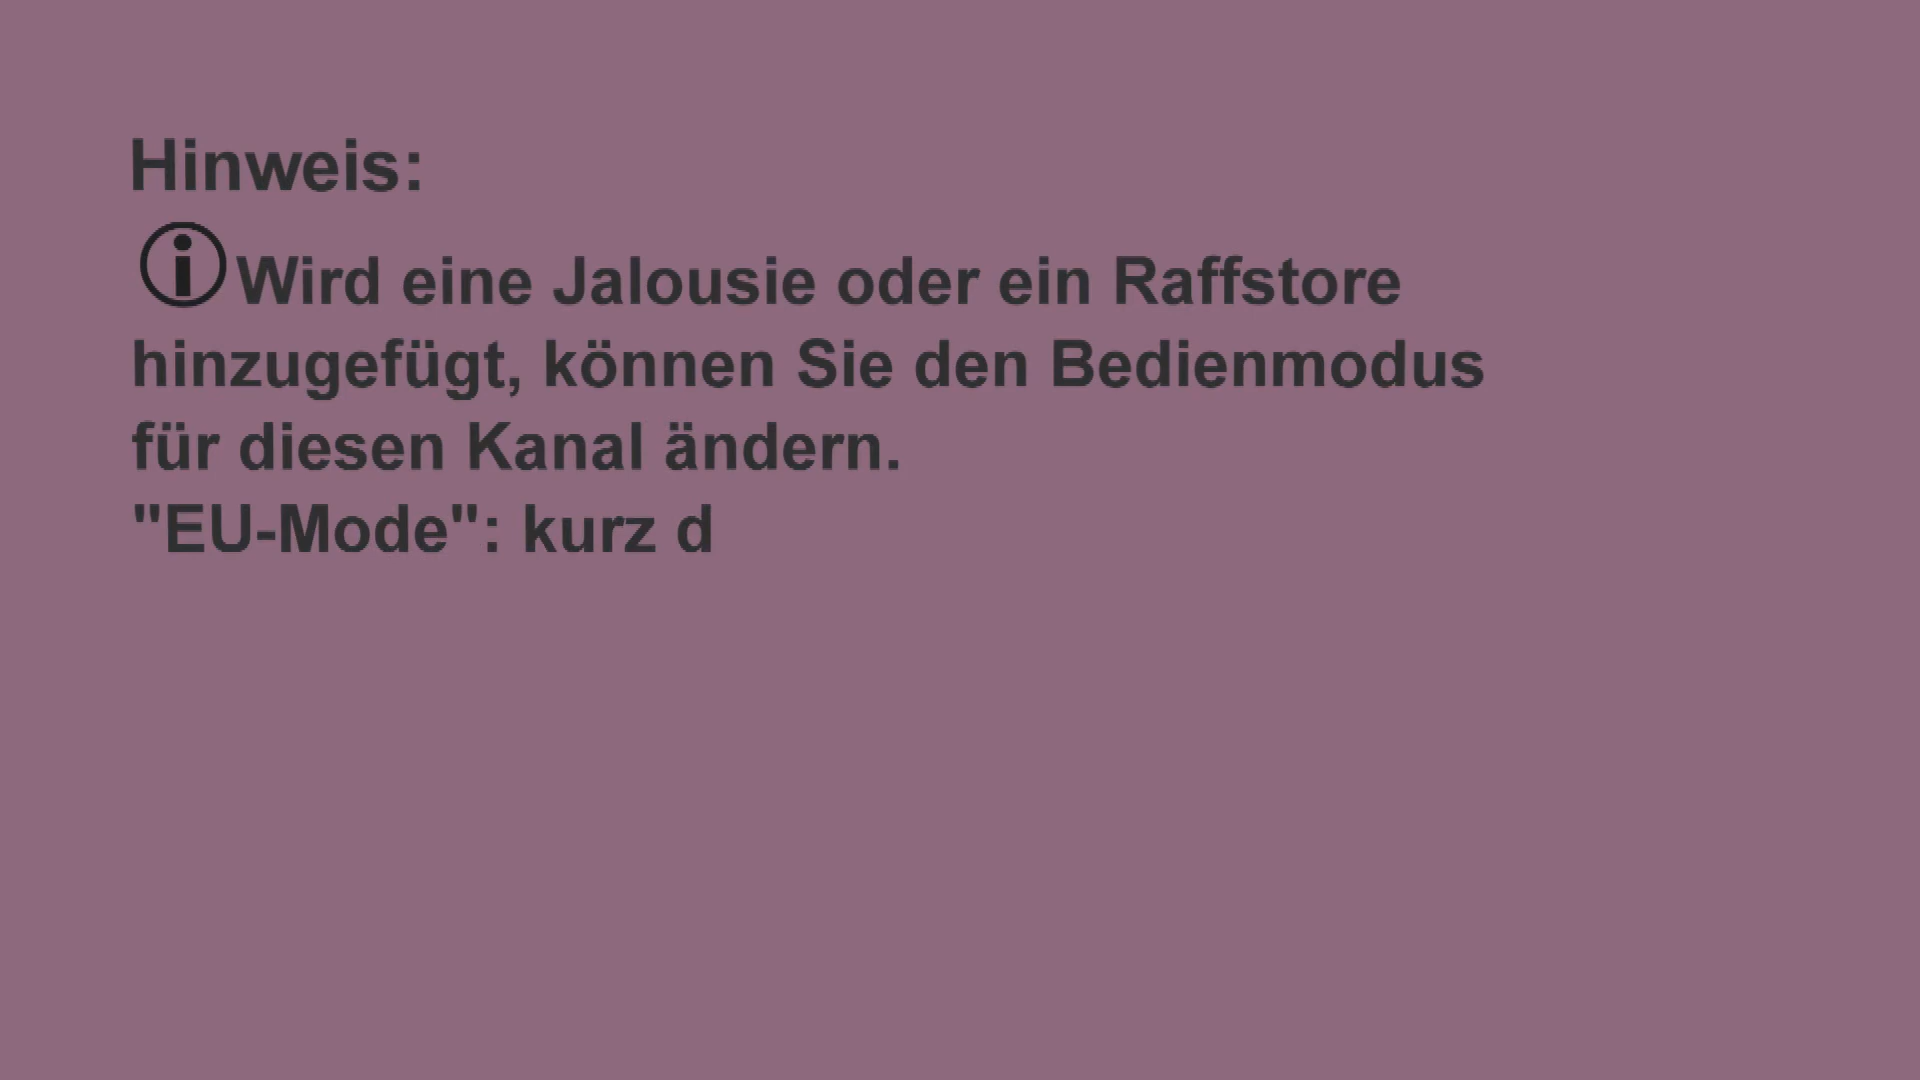 Hinweis:
Wird eine Jalousie oder ein Raffstore
hinzugefügt, können Sie den Bedienmodus
für diesen Kanal ändern.
"EU-Mode": kurz d